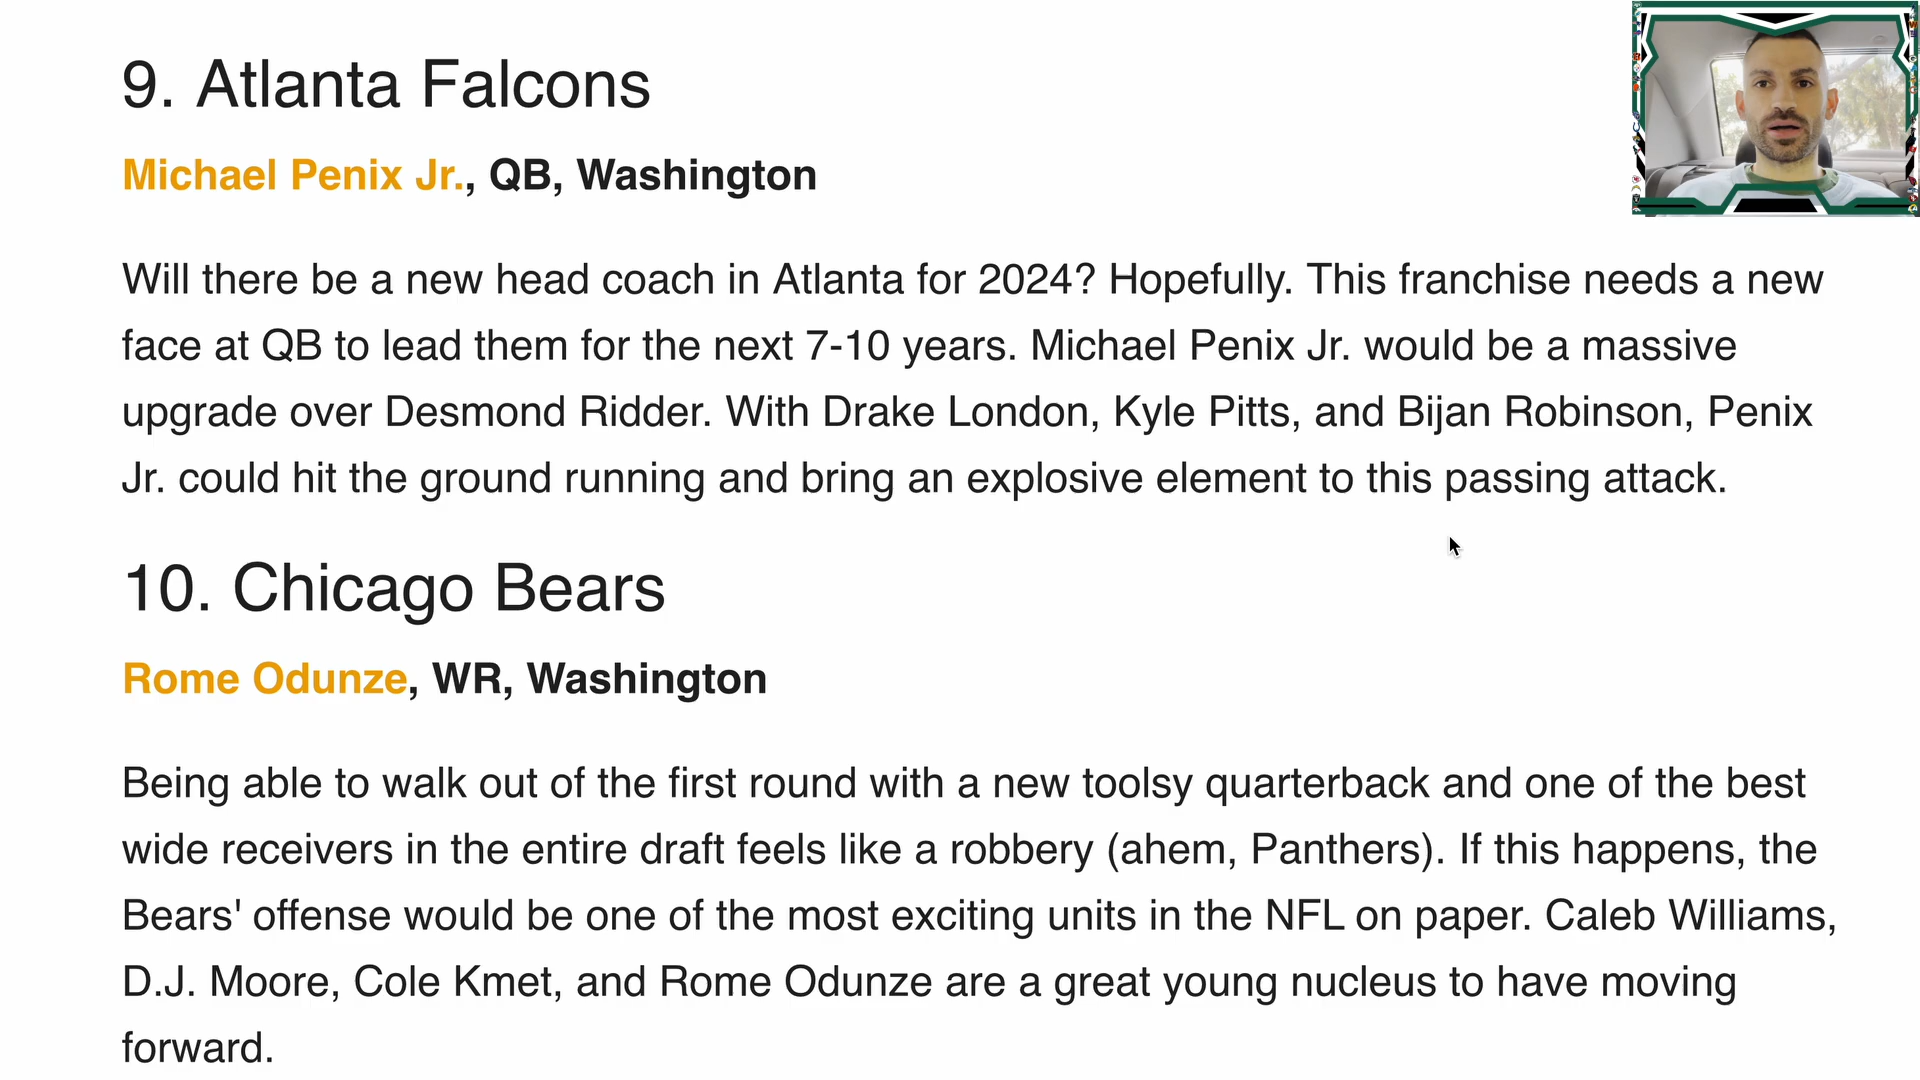 9. Atlanta Falcons
Michael Penix Jr., QB, Washington
Will there be a new head coach in Atlanta for 2024? Hopefully. This franchise needs a new
face at QB to lead them for the next 7-10 years. Michael Penix Jr. would be a massive
upgrade over Desmond Ridder. With Drake London, Kyle Pitts, and Bijan Robinson, Penix
Jr. could hit the ground running and bring an explosive element to this passing attack.
10. Chicago Bears
Rome Odunze, WR, Washington
Being able to walk out of the first round with a new toolsy quarterback and one of the best
wide receivers in the entire draft feels like a robbery (ahem, Panthers). If this happens, the
Bears' offense would be one of the most exciting units in the NFL on paper. Caleb Williams,
D.J. Moore, Cole Kmet, and Rome Odunze are a great young nucleus to have moving
forward.